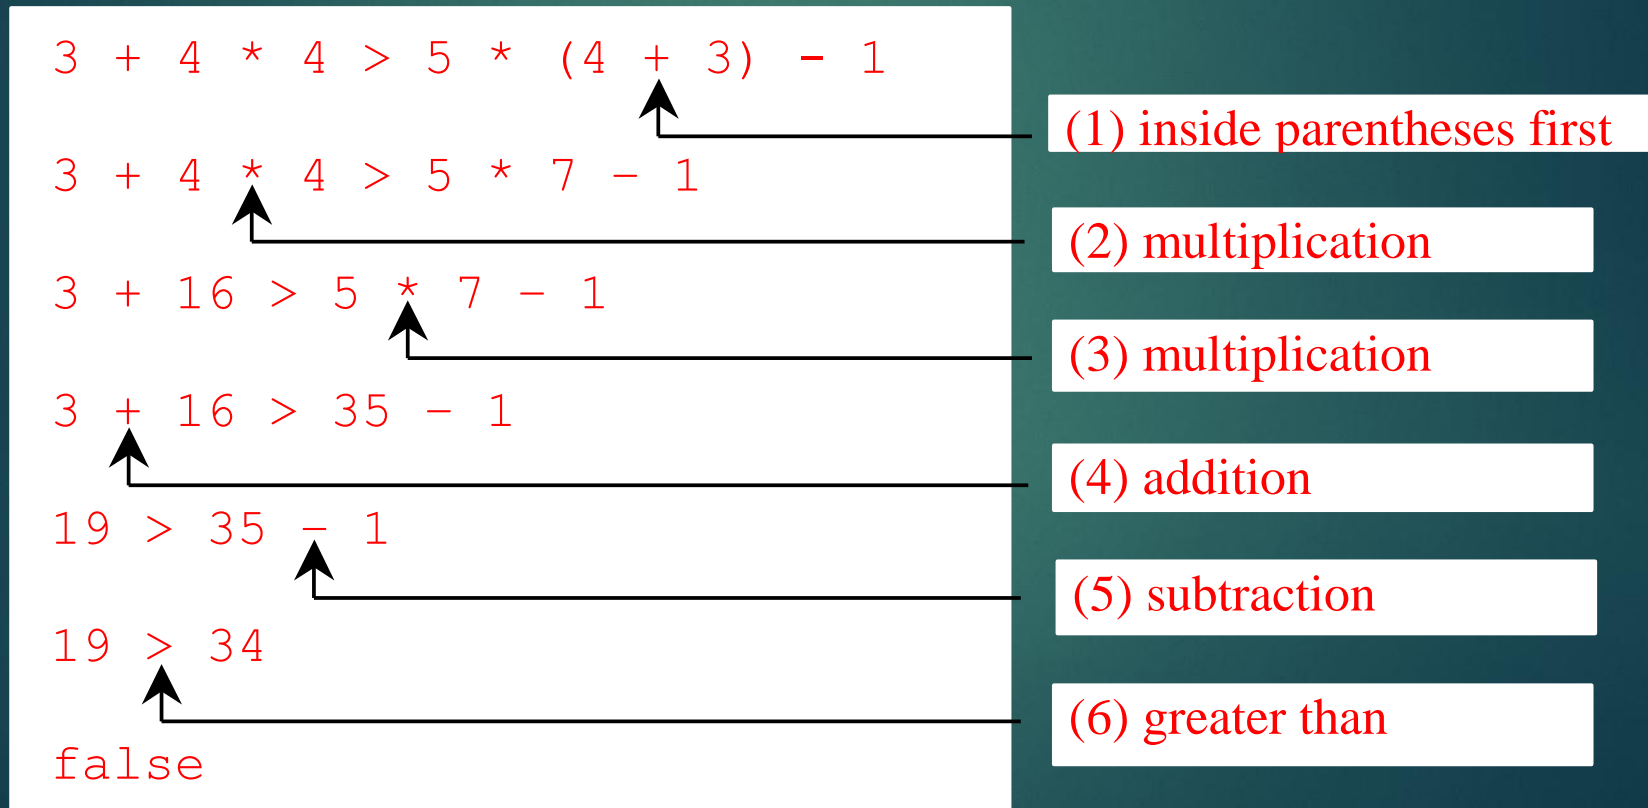 3 + 4 * 4 > 5 * (4 + 3) - 1
(1) inside parentheses first
3 + 4 * 4 > 5 * 7 – 1
(2) multiplication
3 + 16 > 5 * 7 – 1
(3) multiplication
3 + 16 > 35 – 1
(4) addition
19 > 35 – 1
(5) subtraction
19 > 34
(6) greater than
false